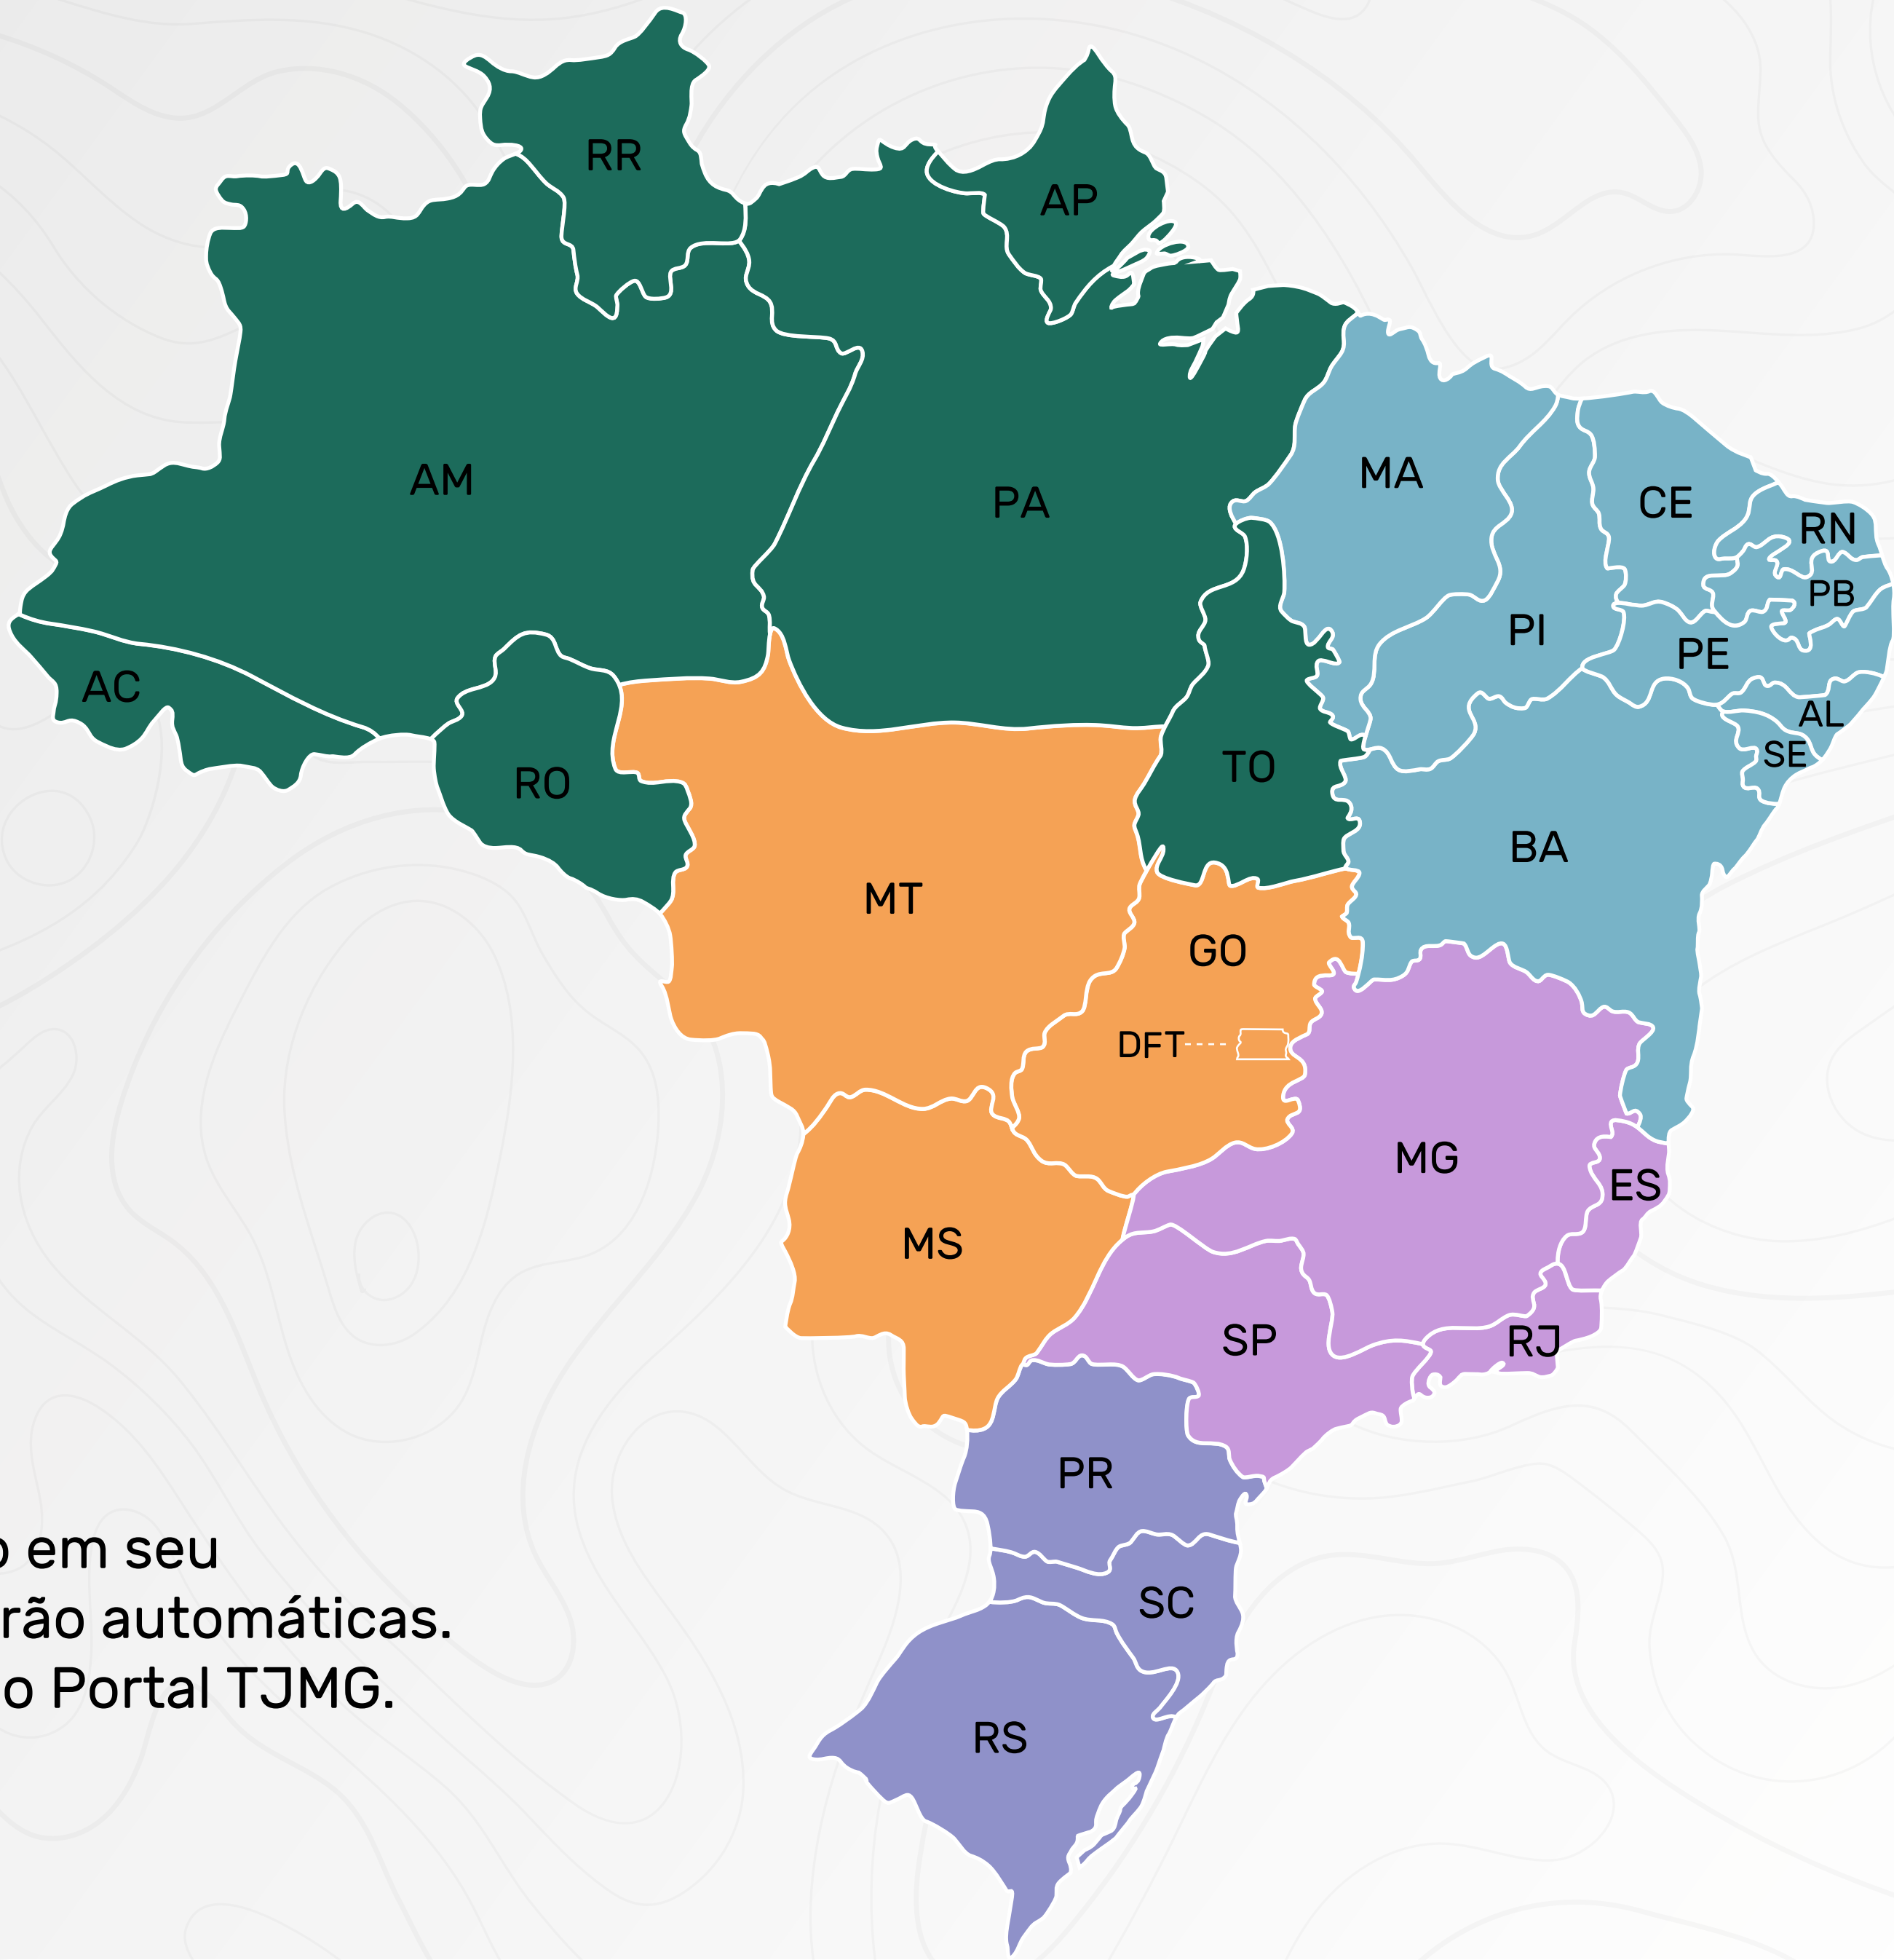 RR
AP
AM
PA
MA
CE
RN
PB
PI
PE
AC
AL
SE
RO
TO
BA
MT
GO
DFT
MG
ES
MS
SP
RJ
PR
em seu
automáticas.
o Portal TJMG.
SC
RS